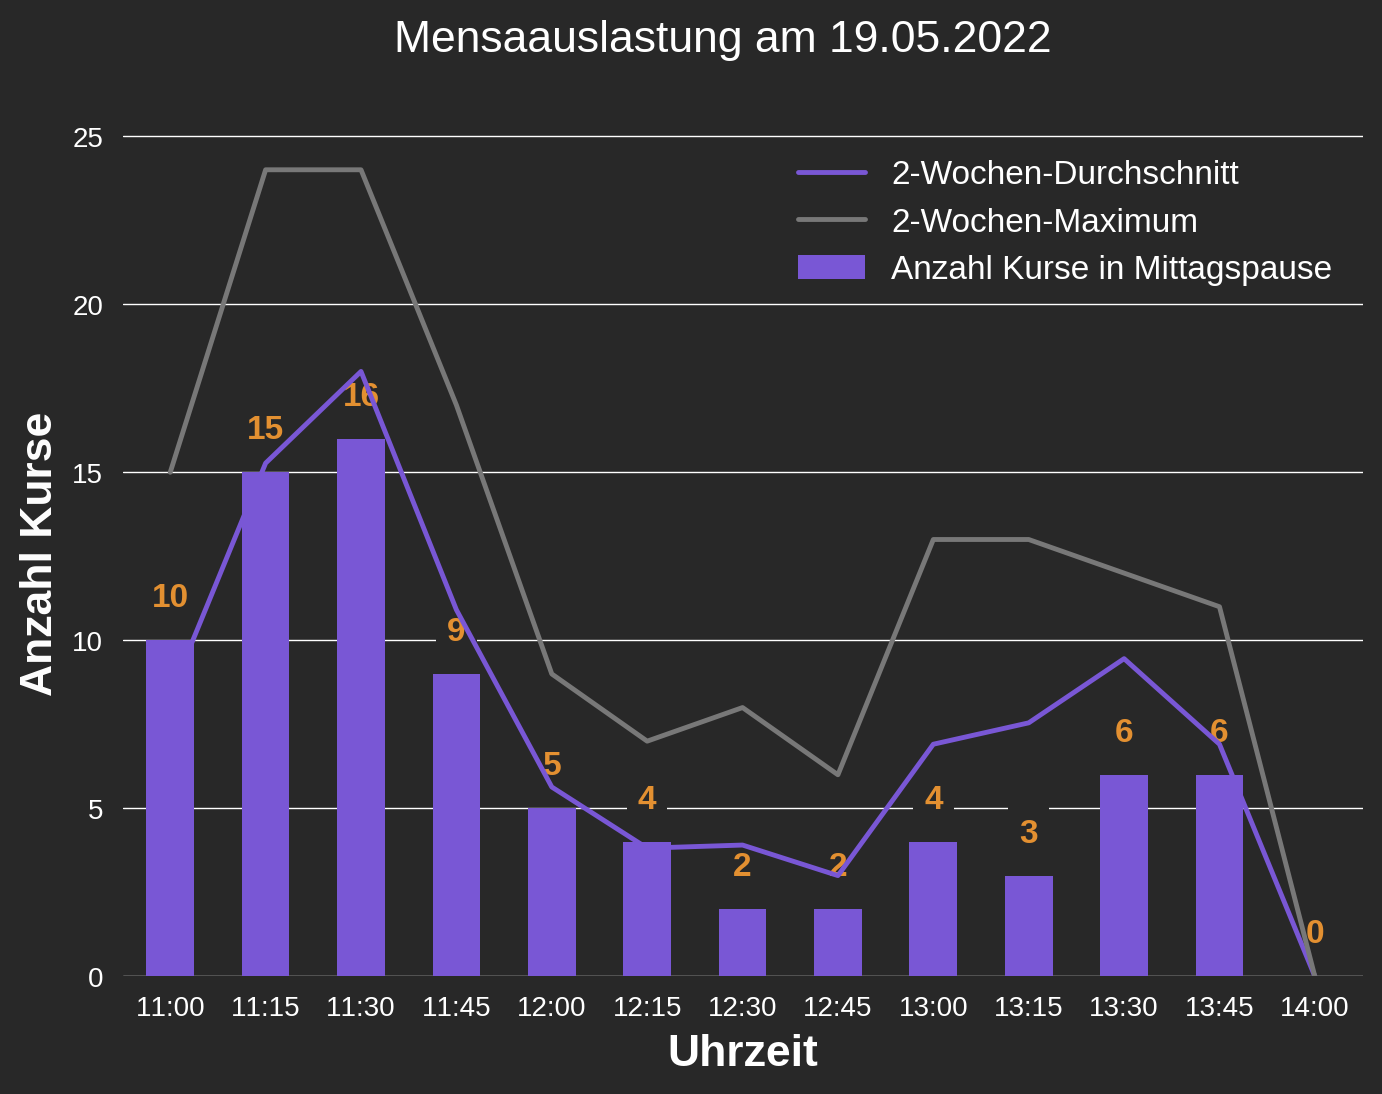 Mensaauslastung am 19.05.2022
25
20
15
10
5
0
Anzahl Kurse
2-Wochen-Durchschnitt
2-Wochen-Maximum
Anzahl Kurse in Mittagspause
10
15
16
9
5
4
2
2
4
3
6
6
0
11:00 11:15 11:30 11:45 12:00 12:15 12:30 12:45 13:00 13:15 13:30 13:45 14:00
Uhrzeit